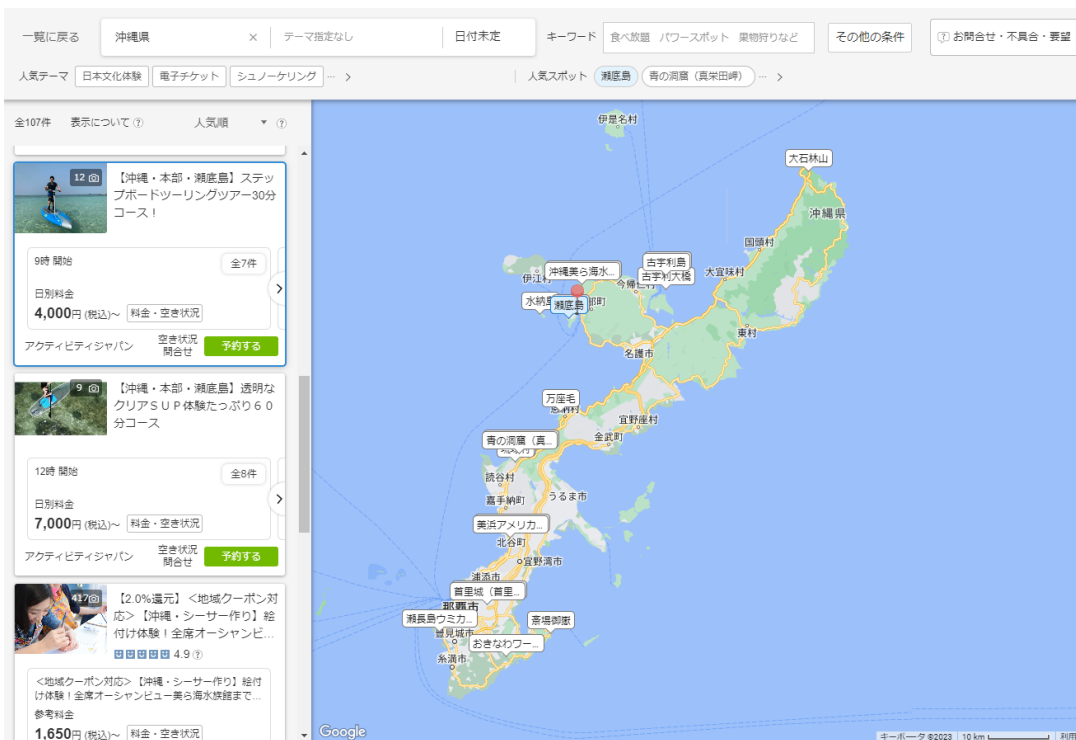 一覧に戻る
沖縄県
×
テーマ指定なし
日付未定
キーワード
食べ放題 パワースポット 果物狩りなど
その他の条件
お問合せ・不具合・要望
人気テーマ
日本文化体験
電子チケット
シュノーケリング
...
人気スポット
瀬底島
青の洞窟（真栄田岬）
...
全107件
表示について
人気順
12
【沖縄・本部・瀬底島】ステッ
プボードツーリングツアー30分
コース！
9時 開始
全7件
日別料金
4,000円 (税込)～
料金・空き状況
アクティビティジャパン
空き状況
問合せ
予約する
9
【沖縄・本部・瀬底島】透明な
クリアＳＵＰ体験たっぷり６０
分コース
12時 開始
全8件
日別料金
7,000円 (税込)～
料金・空き状況
アクティビティジャパン
空き状況
問合せ
予約する
417
【2.0%還元】＜地域クーポン対
応＞【沖縄・シーサー作り】絵
付け体験！全席オーシャンビ...
4.9
＜地域クーポン対応＞【沖縄・シーサー作り】絵付
け体験！全席オーシャンビュー美ら海水族館まで...
参考料金
1,650円 (税込)～
料金・空き状況
伊是名村
大石林山
沖縄県
国頭村
古宇利島
古宇利大橋
大宜味村
沖縄美ら海水...
伊江村
今帰仁村
水納島
瀬底島
部町
東村
名護市
万座毛
恩納村
宜野座村
金武町
青の洞窟（真...
読谷村
うるま市
嘉手納町
美浜アメリカ...
北谷町
宜野湾市
浦添市
首里城（首里...
那覇市
瀬長島ウミカ...
斎場御嶽
豊見城市
おきなわワー...
糸満市
Google
キーボータ ©2023
10 km
利用